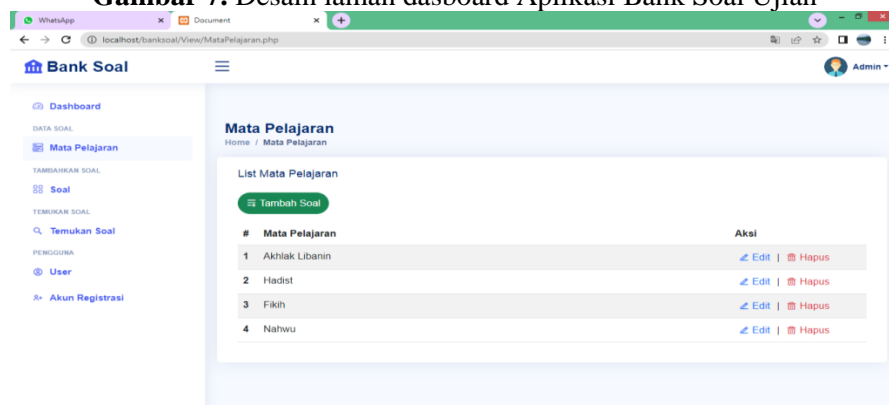 Gambar 7. Desain laman dasboard Aplikasi Bank Soal Ujian
WhatsApp
Document
localhost/banksoal/View/MataPelajaran.php
Bank Soal
Admin
Dashboard
DATA SOAL
Mata Pelajaran
TAMBAHKAN SOAL
Soal
TEMUKAN SOAL
Temukan Soal
PENGGUNA
User
Akun Registrasi
Mata Pelajaran
Home / Mata Pelajaran
List Mata Pelajaran
Tambah Soal
# Mata Pelajaran Aksi
1 Akhlak Libanin Edit | Hapus
2 Hadist Edit | Hapus
3 Fikih Edit | Hapus
4 Nahwu Edit | Hapus